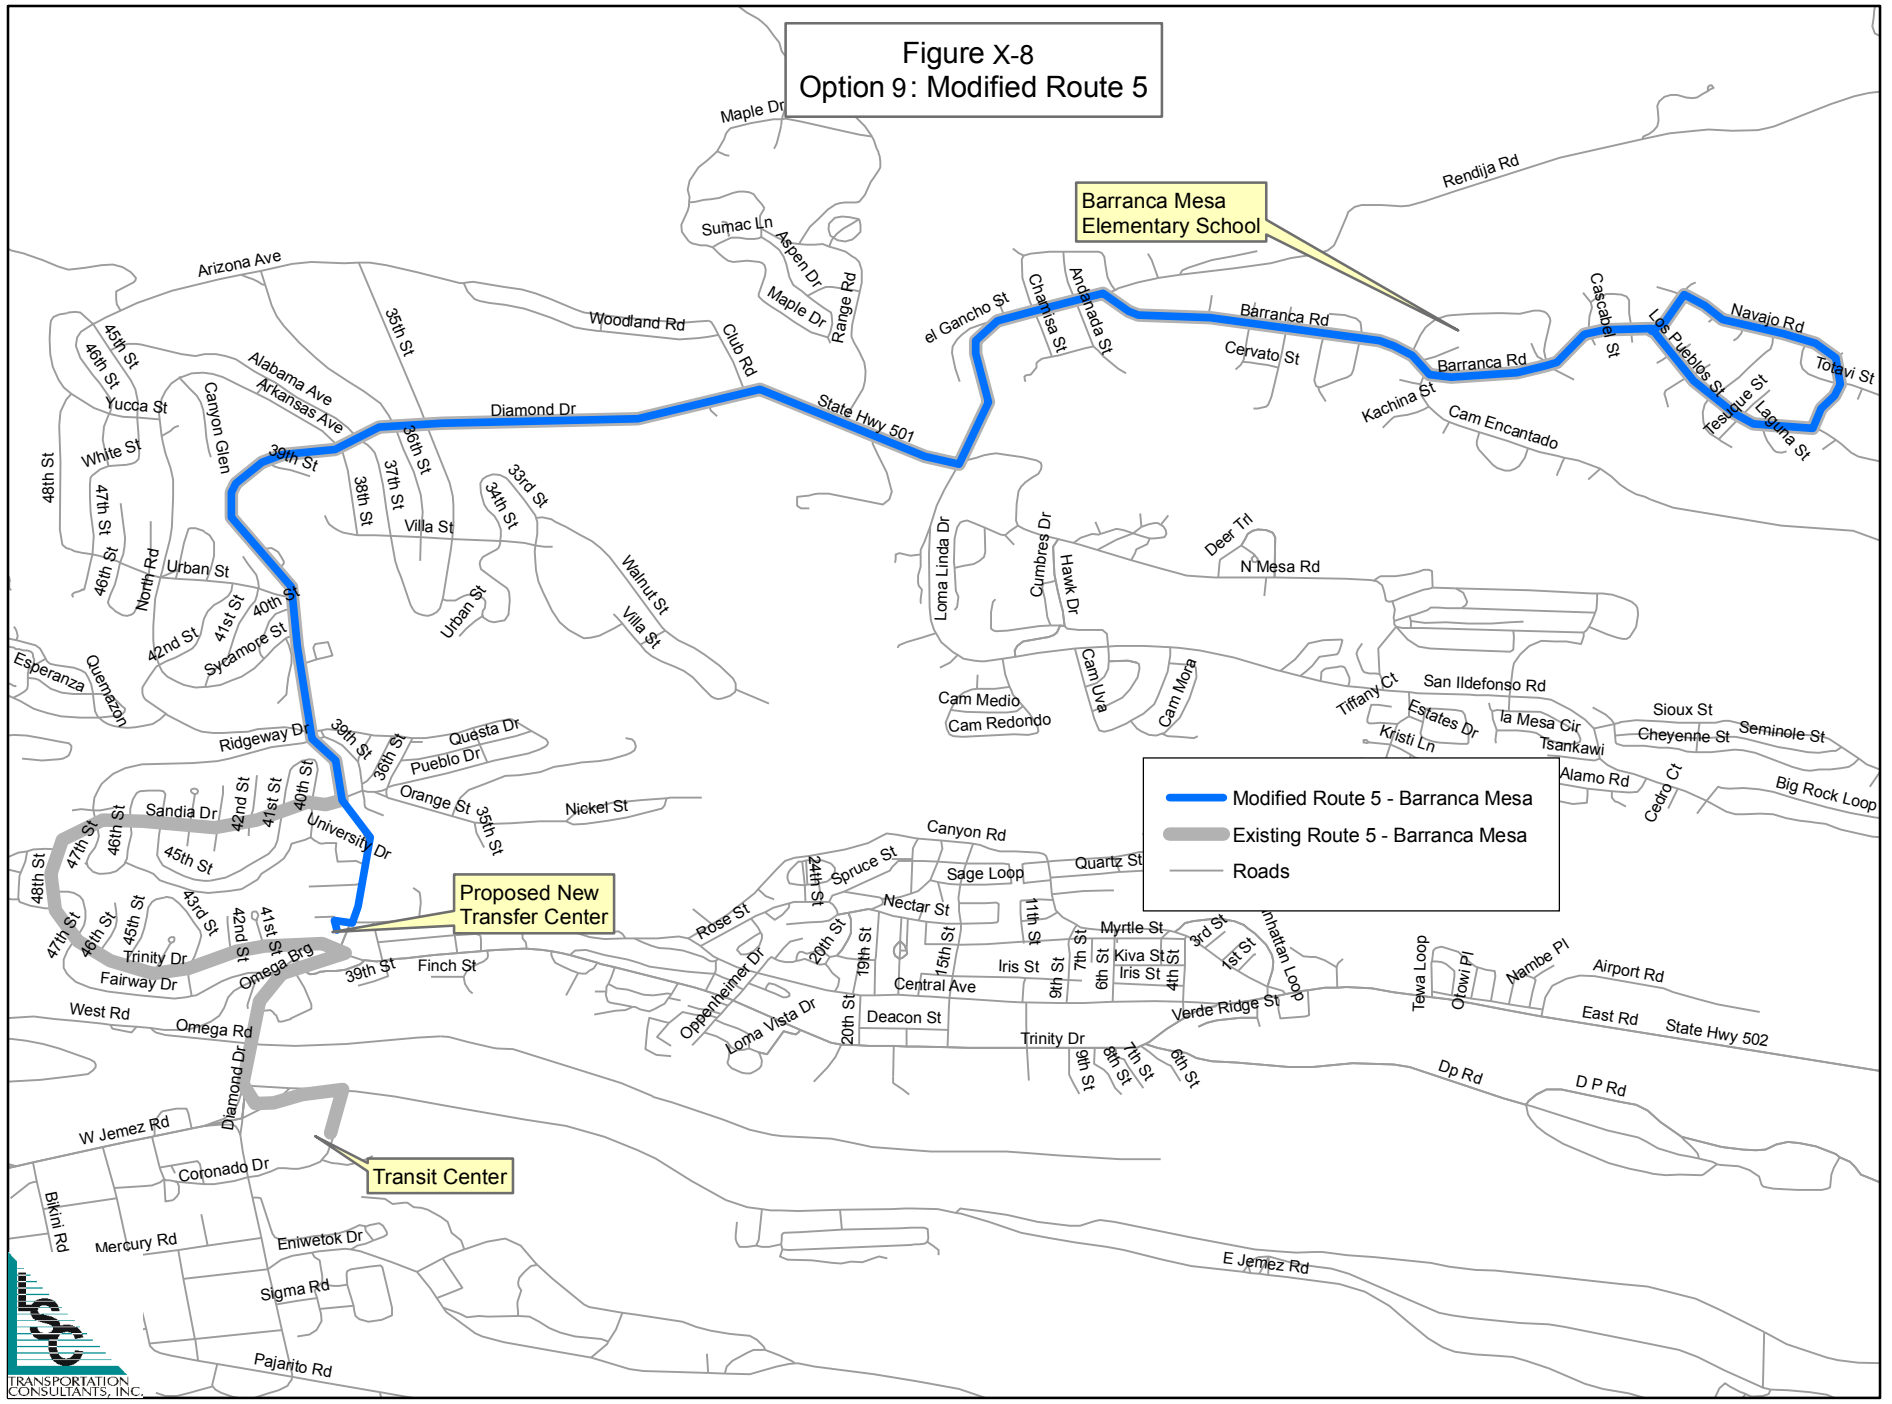 Figure X-8
Option 9: Modified Route 5
Maple Dr
Rendija Rd
Barranca Mesa
Elementary School
Sumac Ln
Aspen Dr
Maple Dr
Range Rd
Arizona Ave
35th St
Woodland Rd
Club Rd
el Gancho St
Chamisa St
Andanada St
Barranca Rd
Cervato St
Cascabel St
Los Pueblos St
Navajo Rd
Totavi St
Barranca Rd
Kachina St
Tesuque St
Laguna St
Cam Encantado
45th St
46th St
Alabama Ave
Arkansas Ave
Yucca St
Canyon Glen
Diamond Dr
State Hwy 501
White St
48th St
47th St
46th St
39th St
38th St
37th St
36th St
33rd St
34th St
Villa St
North Rd
Urban St
41st St
40th St
42nd St
Sycamore St
Urban St
Walnut St
Villa St
Loma Linda Dr
Cumbres Dr
Hawk Dr
Deer Trl
N Mesa Rd
Esperanza
Quemazon
Cam Medio
Cam Redondo
Cam Uva
Cam Mora
Tiffany Ct
San Ildefonso Rd
Estates Dr
Kristi Ln
la Mesa Cir
Tsankawi
Sioux St
Cheyenne St
Seminole St
Alamo Rd
Cedro Ct
Big Rock Loop
Ridgeway Dr
39th St
36th St
Questa Dr
Pueblo Dr
Orange St
35th St
Nickel St
Sandia Dr
42nd St
41st St
40th St
University Dr
47th St
46th St
45th St
48th St
Modified Route 5 - Barranca Mesa
Existing Route 5 - Barranca Mesa
Roads
Canyon Rd
Quartz St
Sage Loop
Spruce St
24th St
Nectar St
Rose St
20th St
19th St
15th St
11th St
Myrtle St
3rd St
1st St
nhattan Loop
7th St
6th St
Kiva St
Iris St
4th St
Iris St
9th St
Central Ave
Oppenheimer Dr
Loma Vista Dr
20th St
Deacon St
Trinity Dr
Verde Ridge St
9th St
8th St
7th St
6th St
Tewa Loop
Otowi Pl
Nambe Pl
Airport Rd
East Rd
State Hwy 502
Dp Rd
D P Rd
Proposed New
Transfer Center
47th St
46th St
45th St
43rd St
42nd St
41st St
Trinity Dr
Fairway Dr
Omega Brg
39th St
Finch St
West Rd
Omega Rd
Diamond Dr
W Jemez Rd
Coronado Dr
Transit Center
Bikini Rd
Mercury Rd
Eniwetok Dr
Sigma Rd
Pajarito Rd
E Jemez Rd
LSC
TRANSPORTATION
CONSULTANTS, INC.